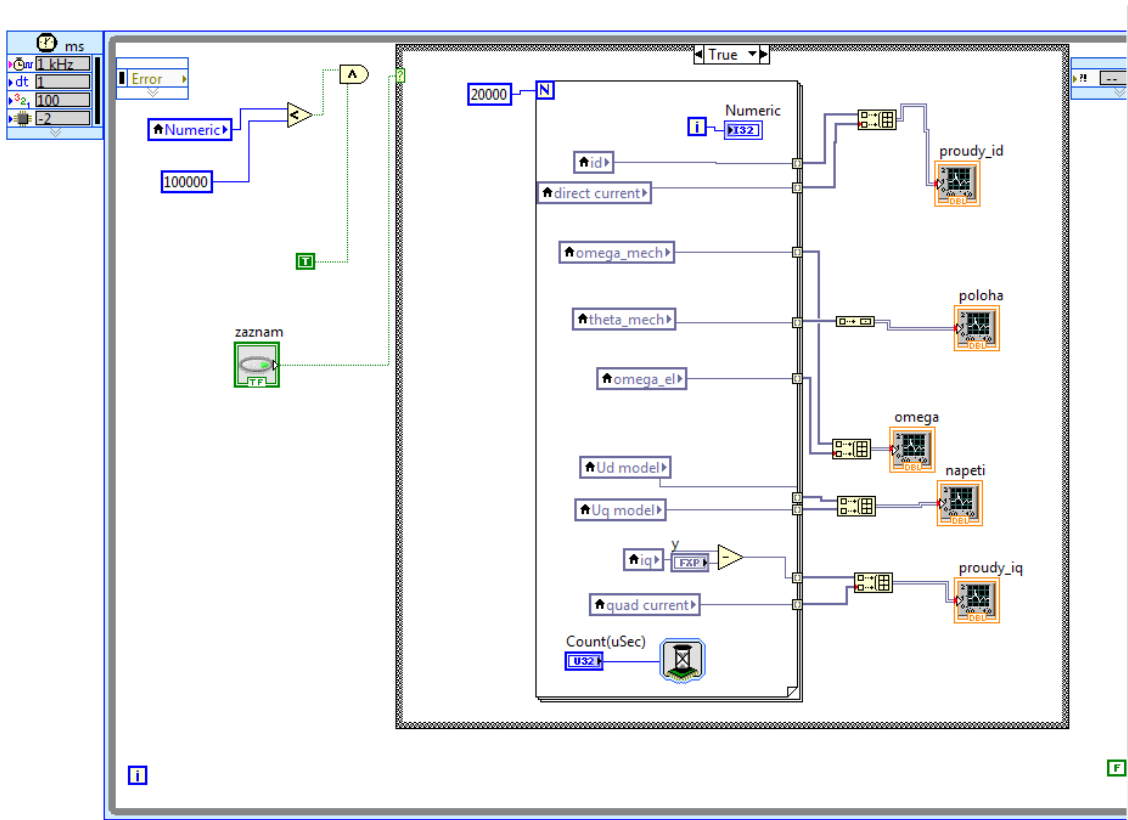 ms
1 kHz
dt 1
100
-2
Error
True
?!
--
?
20000
N
Numeric
i
I32
Numeric
<
100000
id
direct current
proudy_id
DBL
T
omega_mech
theta_mech
poloha
DBL
zaznam
TF
omega_el
omega
DBL
Ud model
napeti
DBL
Uq model
iq
y
FXP
-
proudy_iq
DBL
quad current
Count(uSec)
U32
i
F